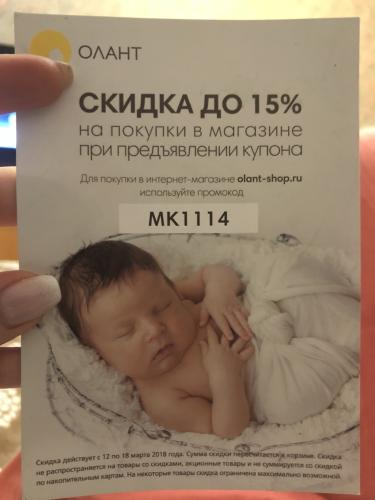 ОЛАНТ
СКИДКА ДО 15%
на покупки в магазине
при предъявлении купона
Для покупки в интернет-магазине olant-shop.ru
используйте промокод
МК1114
Скидка действует с 12 по 18 марта 2018 года. Сумма скидки пересчитается в корзине. Скидка
не распространяется на товары со скидками, акционные товары и не суммируется со скидкой
по накопительным картам. На некоторые товары скидка ограничена максимально возможной.